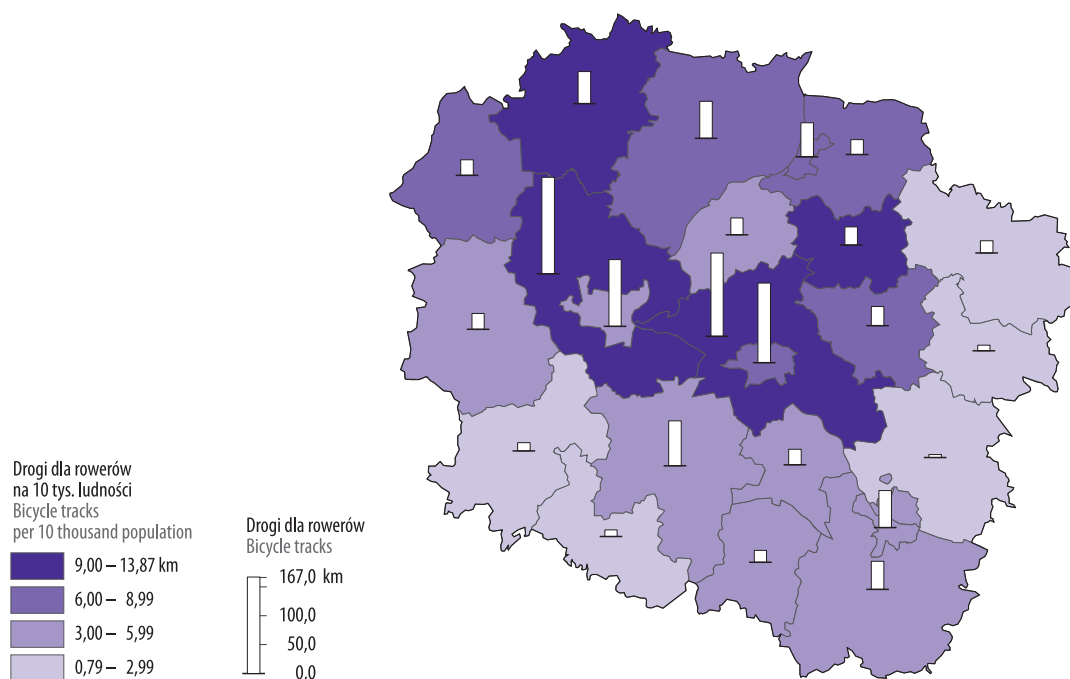 Drogi dla rowerów
na 10 tys. ludności
Bicycle tracks
per 10 thousand population
9,00 – 13,87 km
6,00 – 8,99
3,00 – 5,99
0,79 – 2,99
Drogi dla rowerów
Bicycle tracks
167,0 km
100,0
50,0
0,0